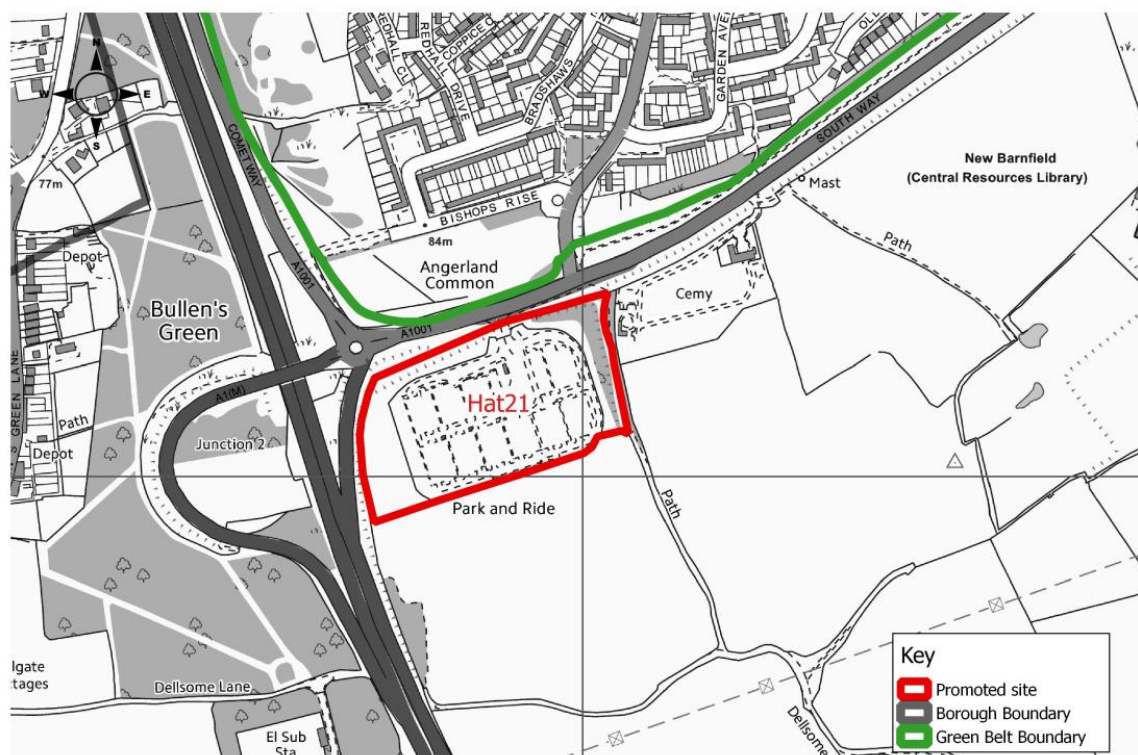 N
W
E
S
REDHALL CL
REDHALL
DRIVE
COPPICE
BRADSHAWS
GARDEN AVE
COMET WAY
SOUTH WAY
77m
New Barnfield
(Central Resources Library)
Mast
BISHOPS RISE
84m
Path
Depot
Angerland
Common
A1001
Cemy
Bullen's
Green
A1001
S GREEN LANE
A1(M)
Hat21
Path
Junction 2
Depot
Park and Ride
Path
Key
Promoted site
Borough Boundary
Green Belt Boundary
llgate
ttages
Dellsome Lane
Dellsome
El Sub
Sta